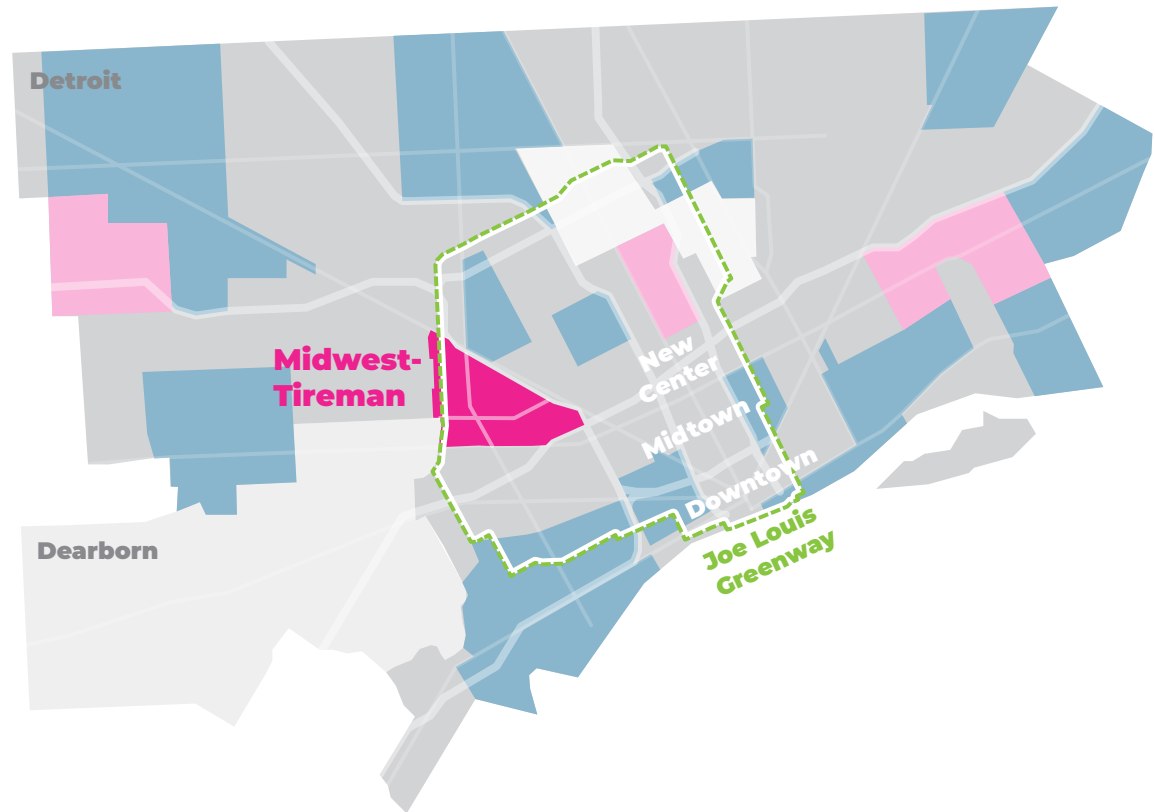 Detroit
Midwest-
Tireman
New
Center
Midtown
Downtown
Joe Louis
Greenway
Dearborn